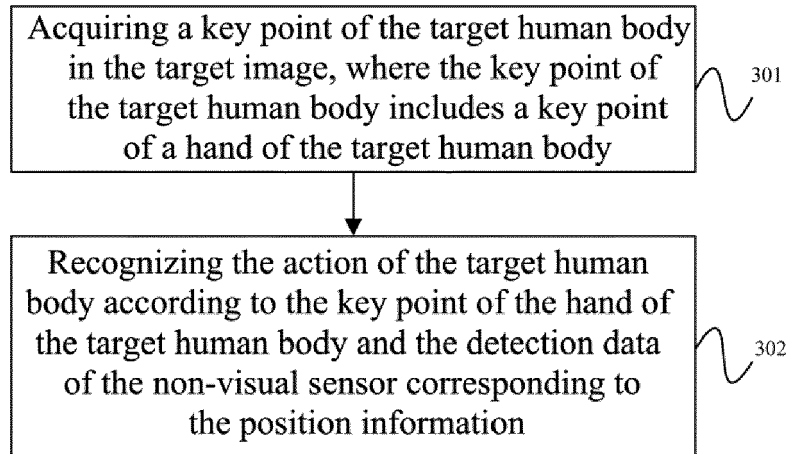 Acquiring a key point of the target human body
in the target image, where the key point of
the target human body includes a key point
of a hand of the target human body
301
Recognizing the action of the target human
body according to the key point of the hand of
the target human body and the detection data
of the non-visual sensor corresponding to
the position information
302